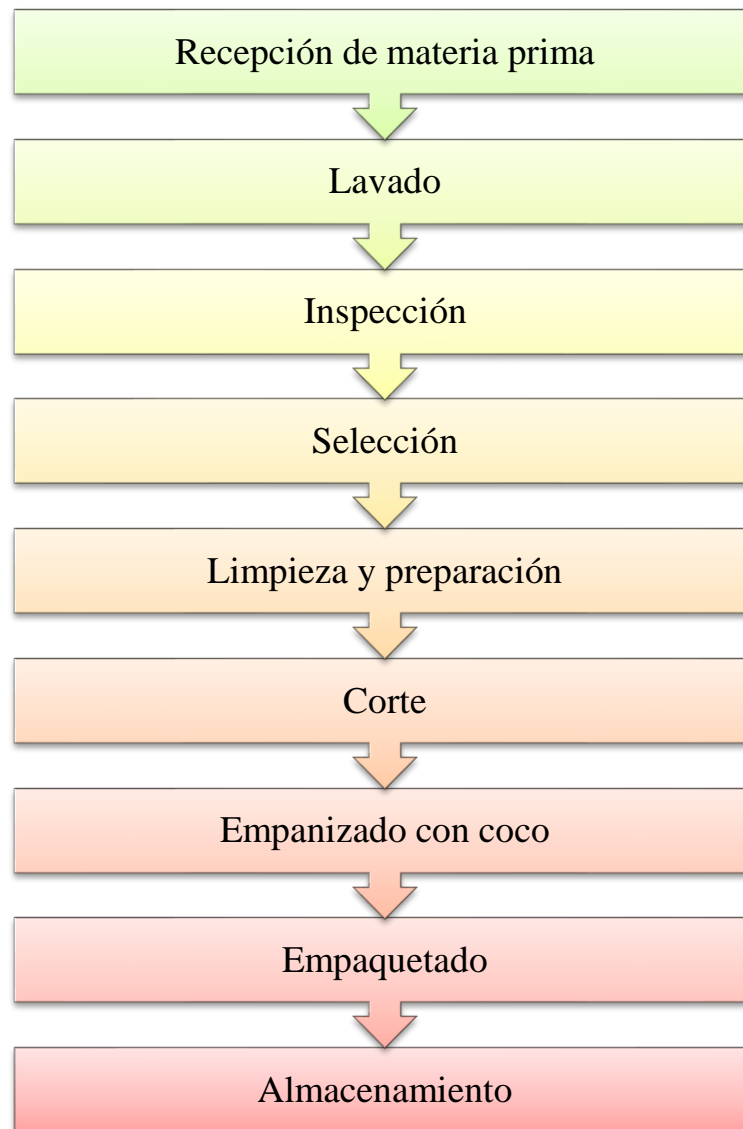 Recepción de materia prima
Lavado
Inspección
Selección
Limpieza y preparación
Corte
Empanizado con coco
Empaquetado
Almacenamiento